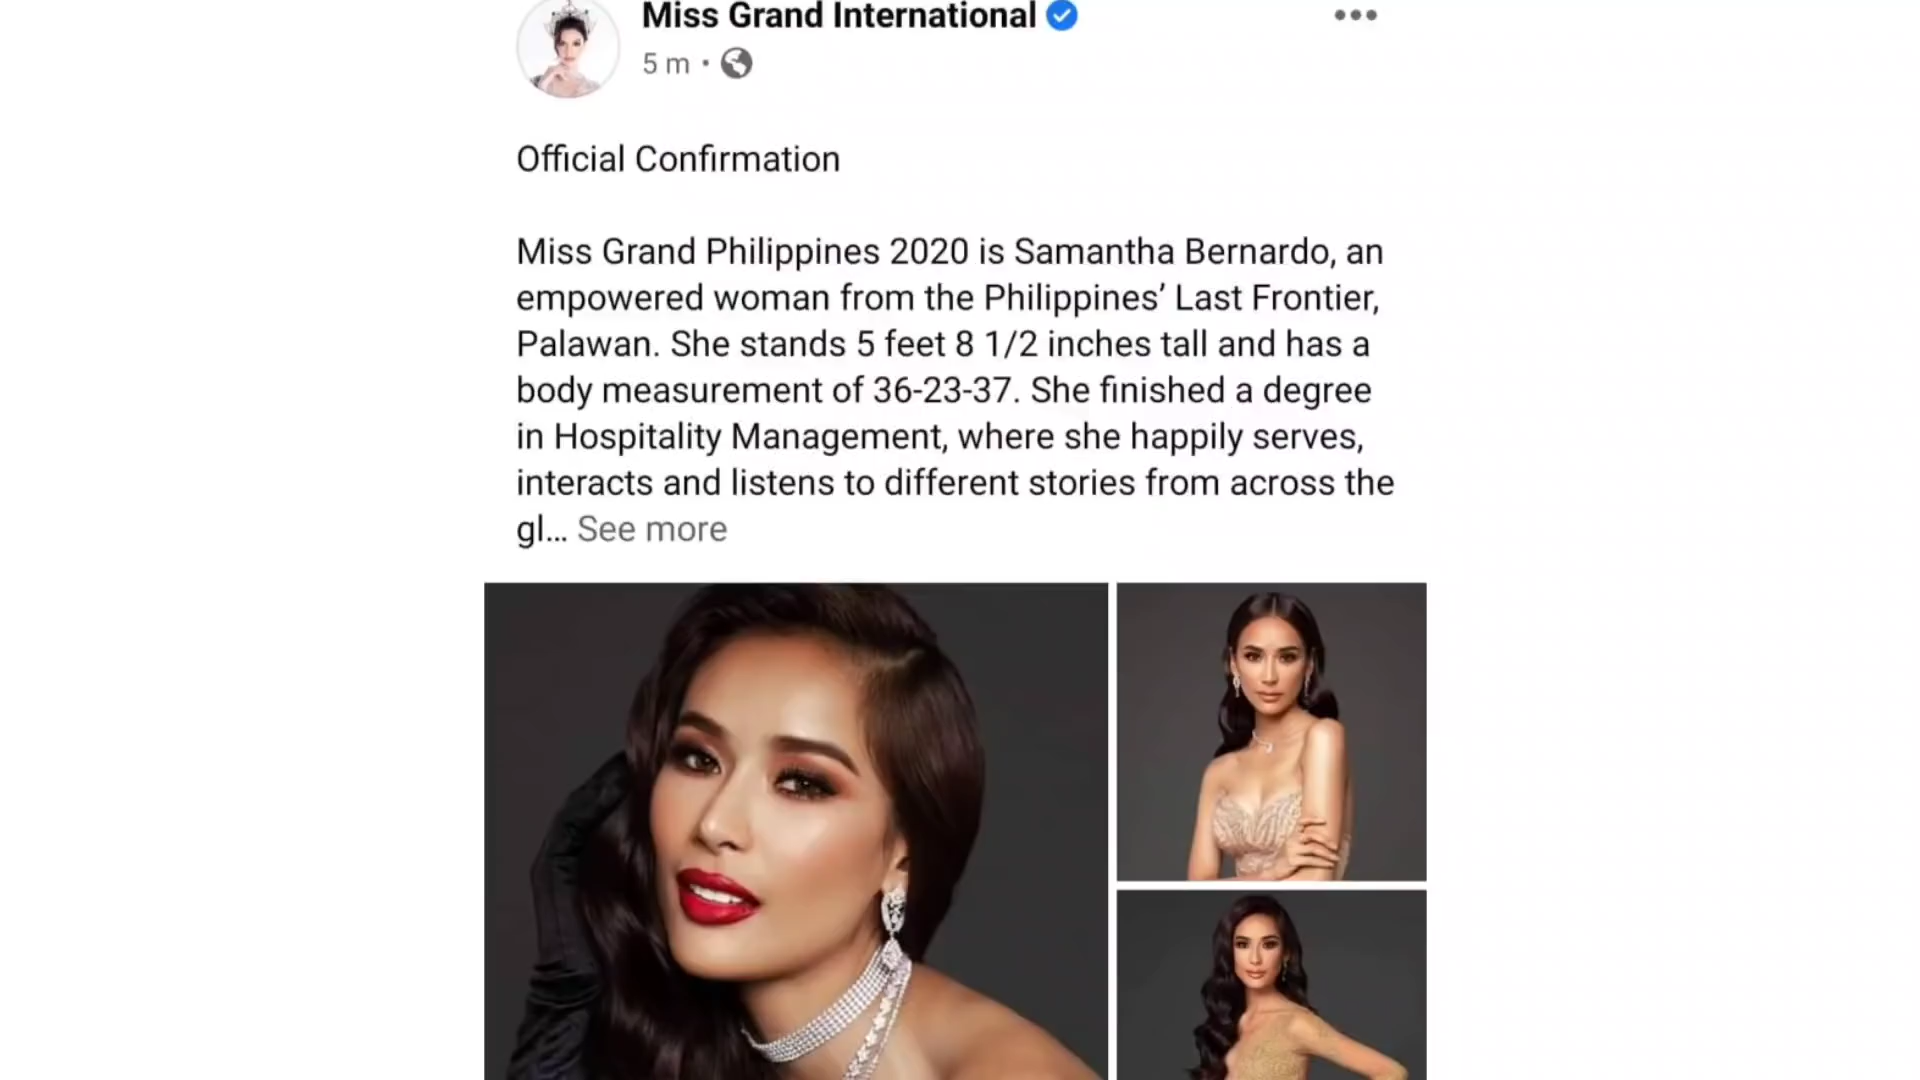 Miss Grand International
5 m ·
Official Confirmation
Miss Grand Philippines 2020 is Samantha Bernardo, an
empowered woman from the Philippines’ Last Frontier,
Palawan. She stands 5 feet 8 1/2 inches tall and has a
body measurement of 36-23-37. She finished a degree
in Hospitality Management, where she happily serves,
interacts and listens to different stories from across the
gl... See more